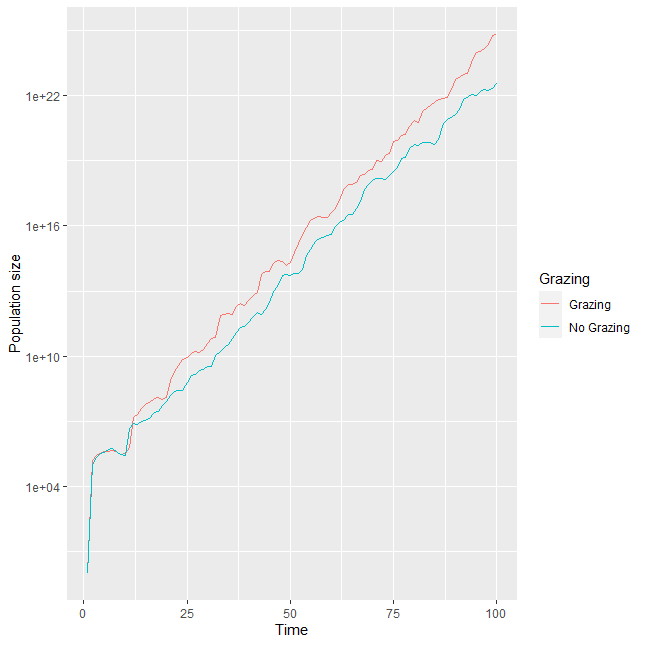 Population size
1e+22
1e+16
1e+10
1e+04
0 25 50 75 100
Time
Grazing
Grazing
No Grazing